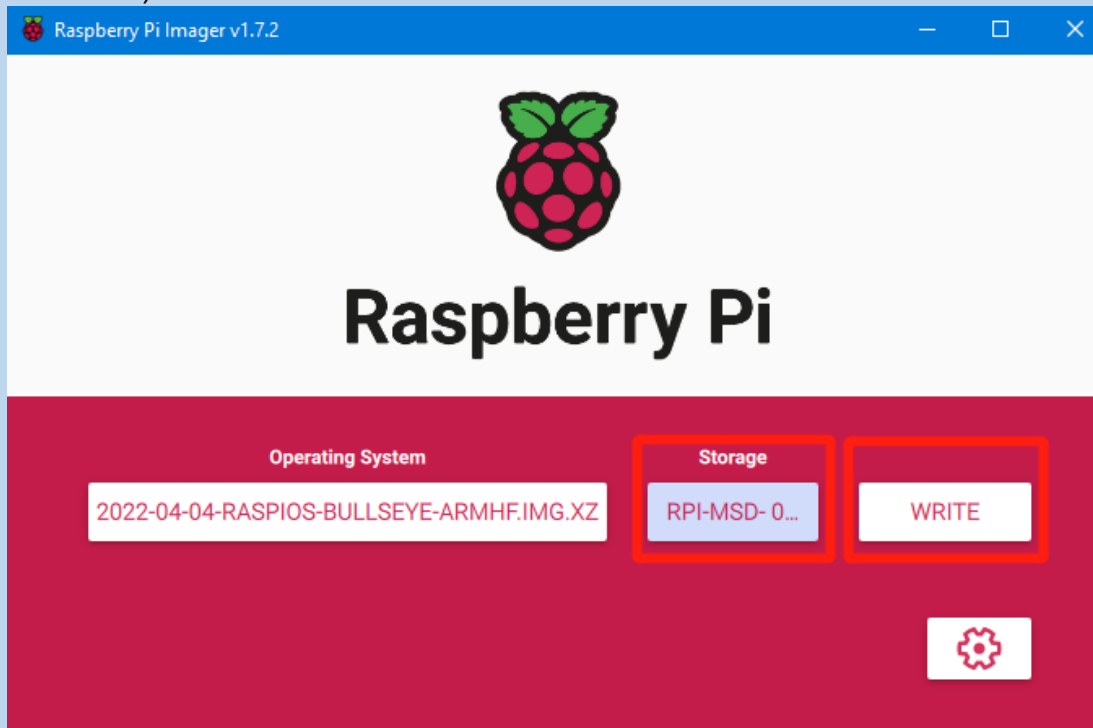 Raspberry Pi Imager v1.7.2
Raspberry Pi
Operating System
Storage
2022-04-04-RASPIOS-BULLSEYE-ARMHF.IMG.XZ
RPI-MSD- 0...
WRITE